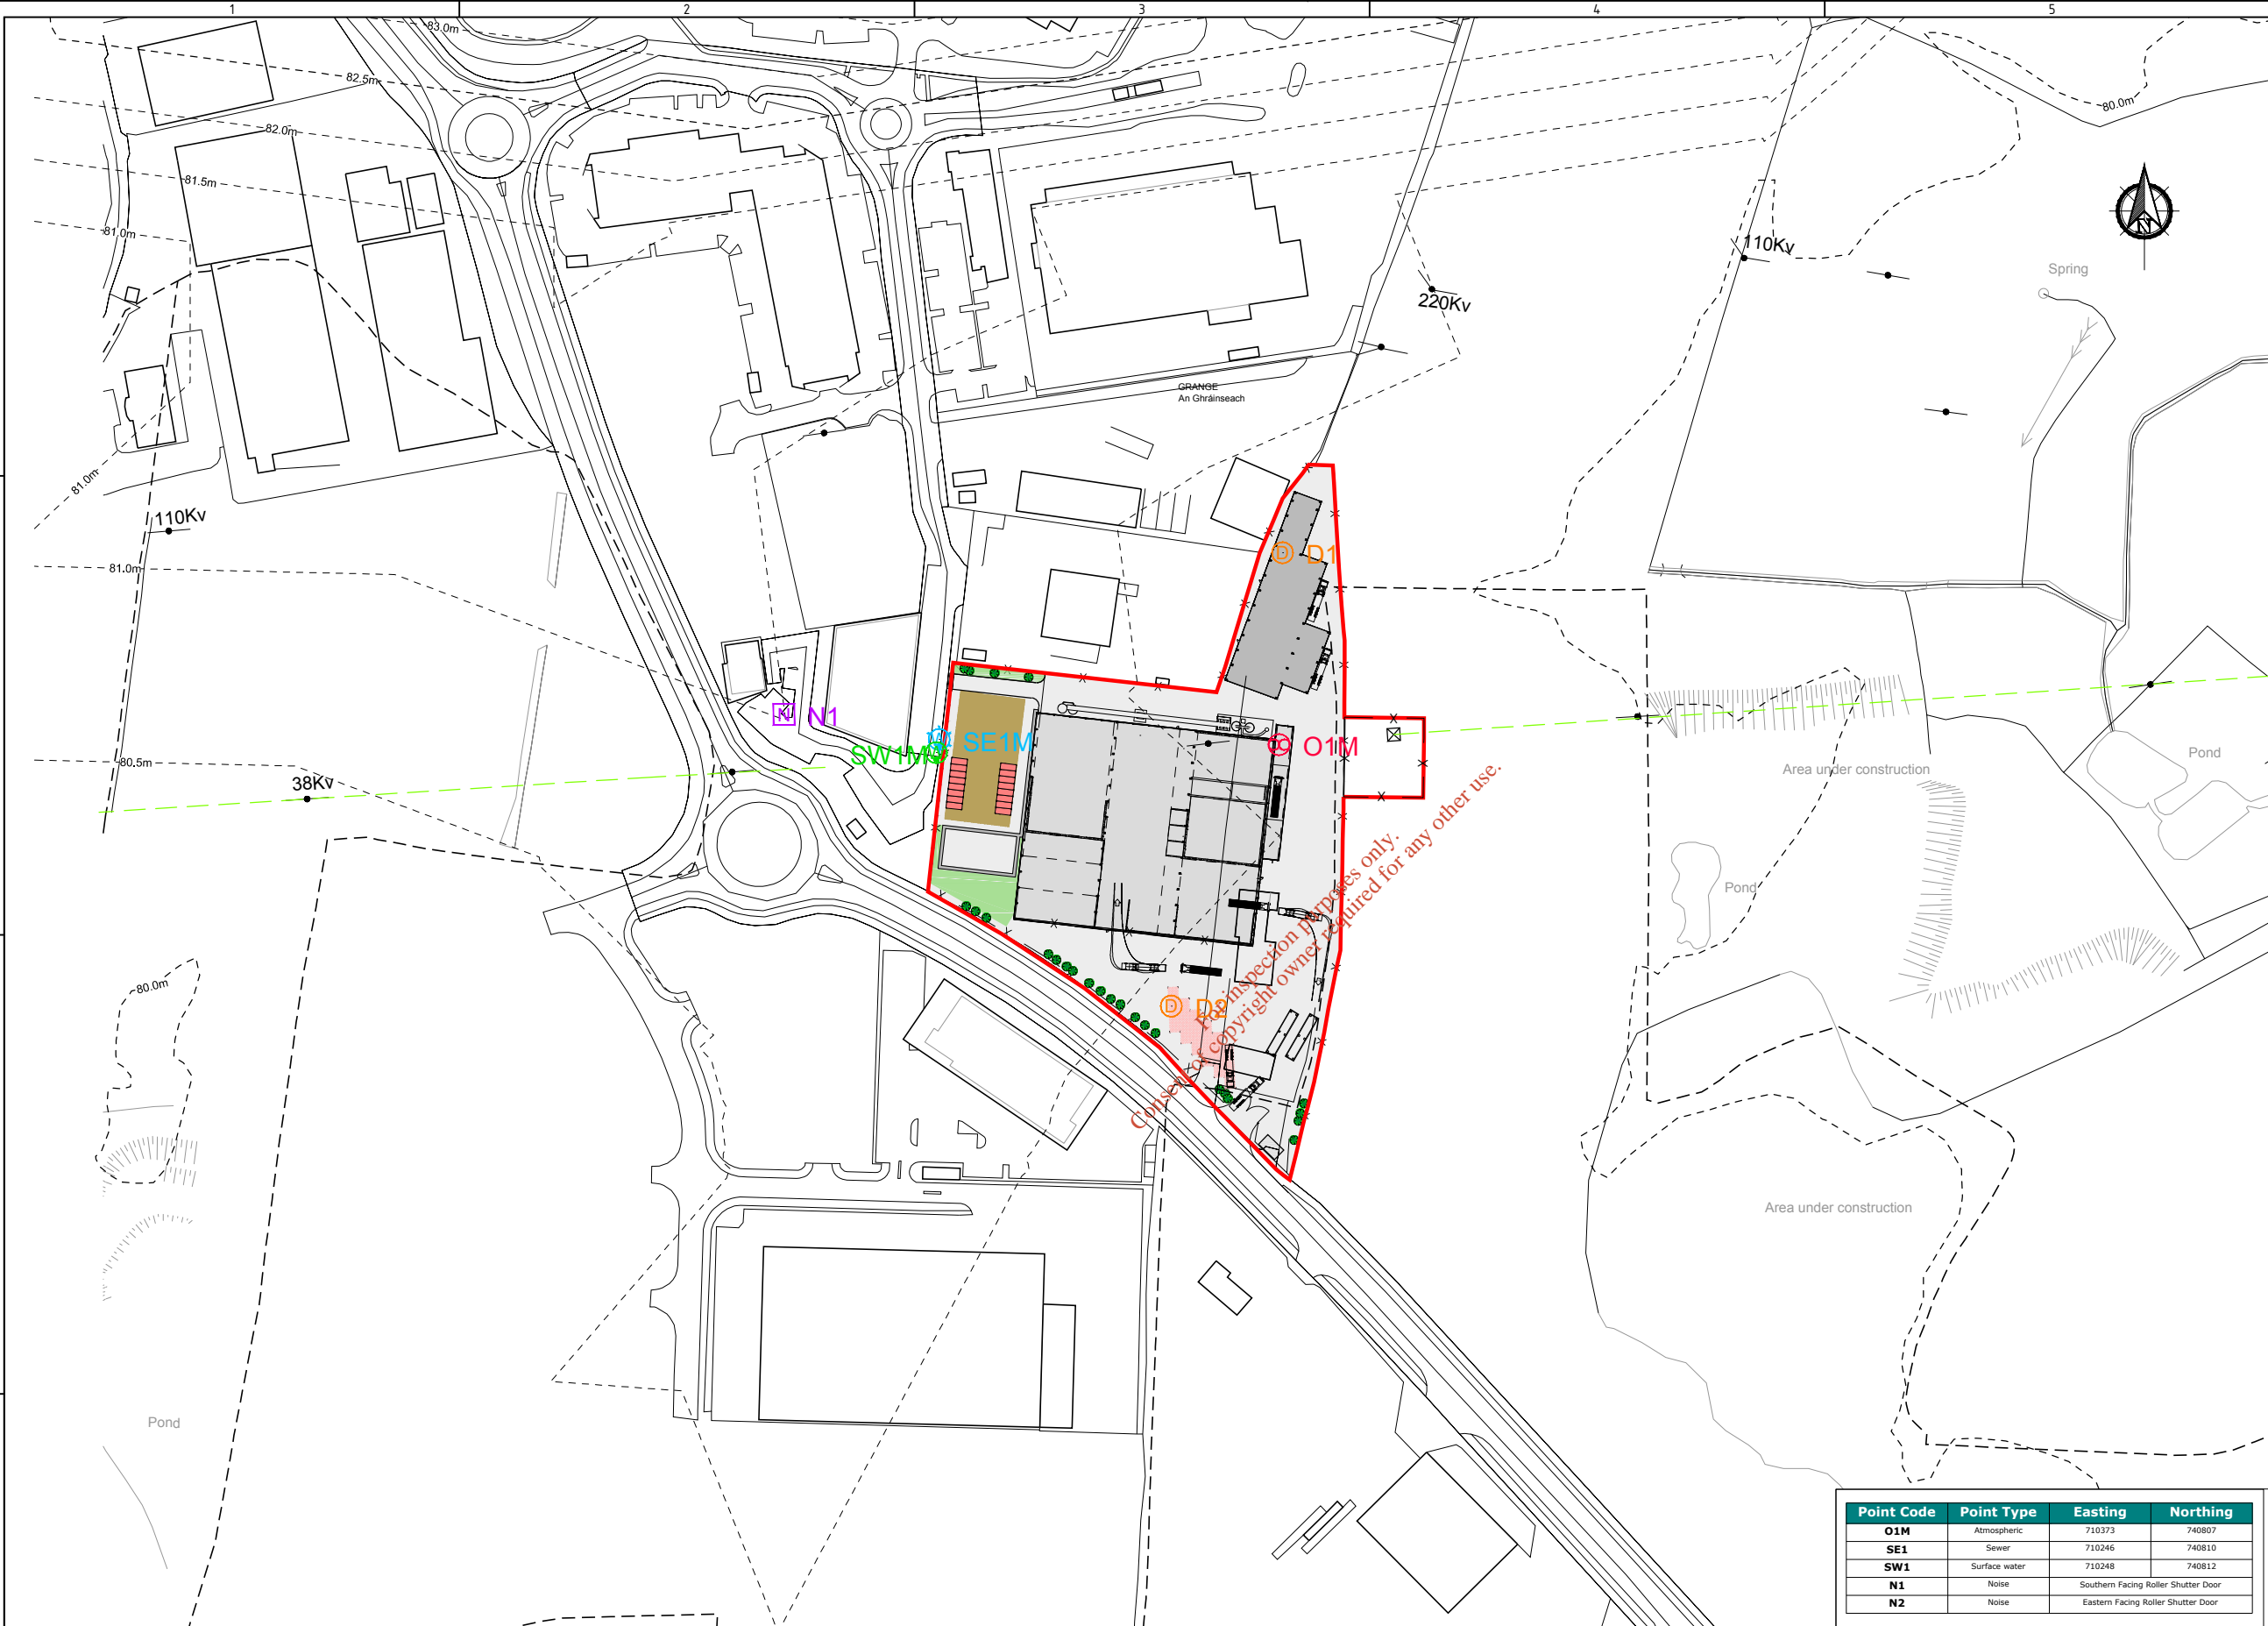 1
2
3
4
5
83.0m
82.5m
82.0m
81.5m
81.0m
80.0m
110Kv
220Kv
Spring
GRANGE
An Ghráinseach
81.0m
110Kv
81.0m
D D1
N N1
SE1M
SW1M
O1M
80.5m
38Kv
Area under construction
Pond
Pond
80.0m
D D2
For inspection purposes only.
Consent of copyright owner required for any other use.
Area under construction
Pond
N
Point Code Point Type Easting Northing
O1M Atmospheric 710373 740807
SE1 Sewer 710246 740810
SW1 Surface water 710248 740812
N1 Noise Southern Facing Roller Shutter Door
N2 Noise Eastern Facing Roller Shutter Door